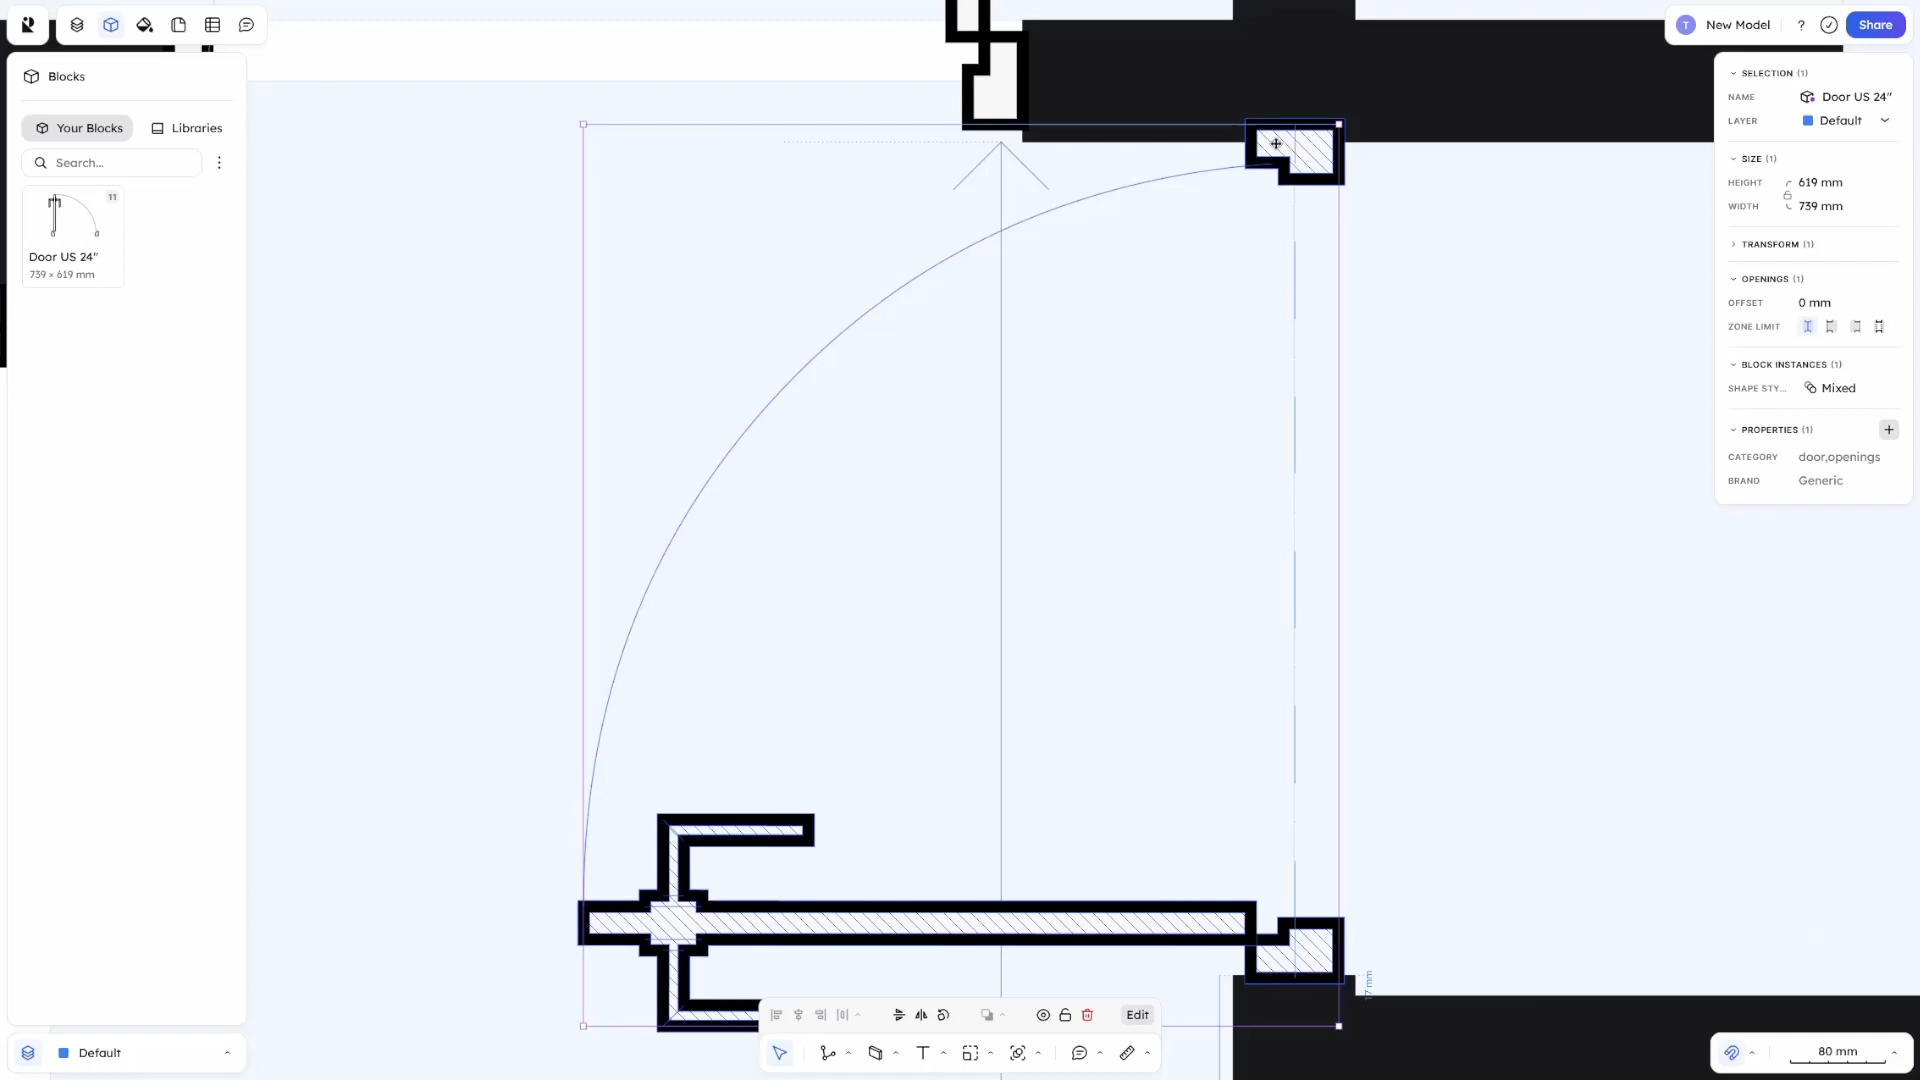 New Model
?
Share
T
Blocks
Your Blocks
Libraries
Search...
11
Door US 24"
739 × 619 mm
SELECTION (1)
NAME
Door US 24"
LAYER
Default
SIZE (1)
HEIGHT
619 mm
WIDTH
739 mm
TRANSFORM (1)
OPENINGS (1)
OFFSET
0 mm
ZONE LIMIT
BLOCK INSTANCES (1)
SHAPE STY...
Mixed
PROPERTIES (1)
CATEGORY
door,openings
BRAND
Generic
17 mm
Edit
Default
80 mm